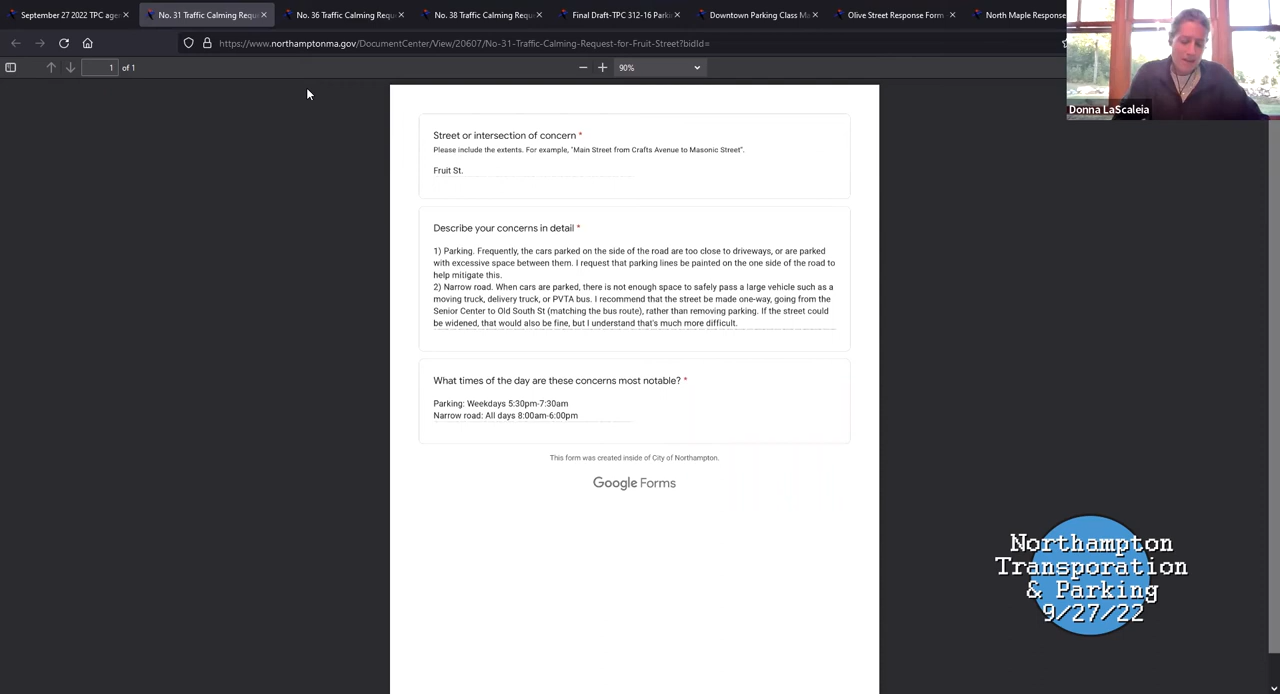 September 27 2022 TPC age
No. 31 Traffic Calming Requ
No. 36 Traffic Calming Requ
No. 38 Traffic Calming Requ
Final Draft-TPC 312-16 Park
Downtown Parking Class Ma
Olive Street Response Form
North Maple Response
https://www.northamptonma.gov/DocumentCenter/View/20607/No-31-Traffic-Calming-Request-for-Fruit-Street?bidId=
1 of 1
90%
Donna LaScaleia
Street or intersection of concern *
Please include the extents. For example, "Main Street from Crafts Avenue to Masonic Street".
Fruit St.
Describe your concerns in detail *
1) Parking. Frequently, the cars parked on the side of the road are too close to driveways, or are parked
with excessive space between them. I request that parking lines be painted on the one side of the road to
help mitigate this.
2) Narrow road. When cars are parked, there is not enough space to safely pass a large vehicle such as a
moving truck, delivery truck, or PVTA bus. I recommend that the street be made one-way, going from the
Senior Center to Old South St (matching the bus route), rather than removing parking. If the street could
be widened, that would also be fine, but I understand that's much more difficult.
What times of the day are these concerns most notable? *
Parking: Weekdays 5:30pm-7:30am
Narrow road: All days 8:00am-6:00pm
This form was created inside of City of Northampton.
Google Forms
Northampton
Transporation
& Parking
9/27/22